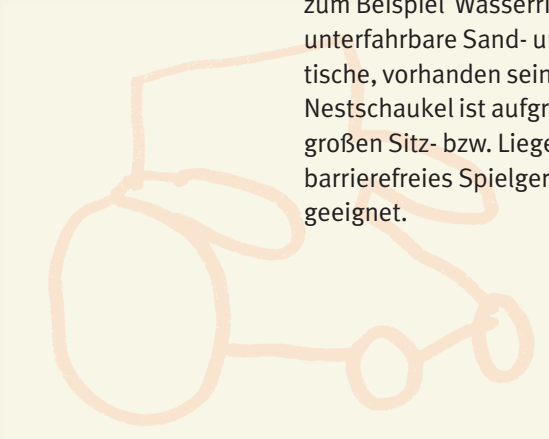 zum Beispiel Wasserri
unterfahrbare Sand- u
tische, vorhanden sein
Nestschaukel ist aufgr
großen Sitz- bzw. Liege
barrierefreies Spielger
geeignet.